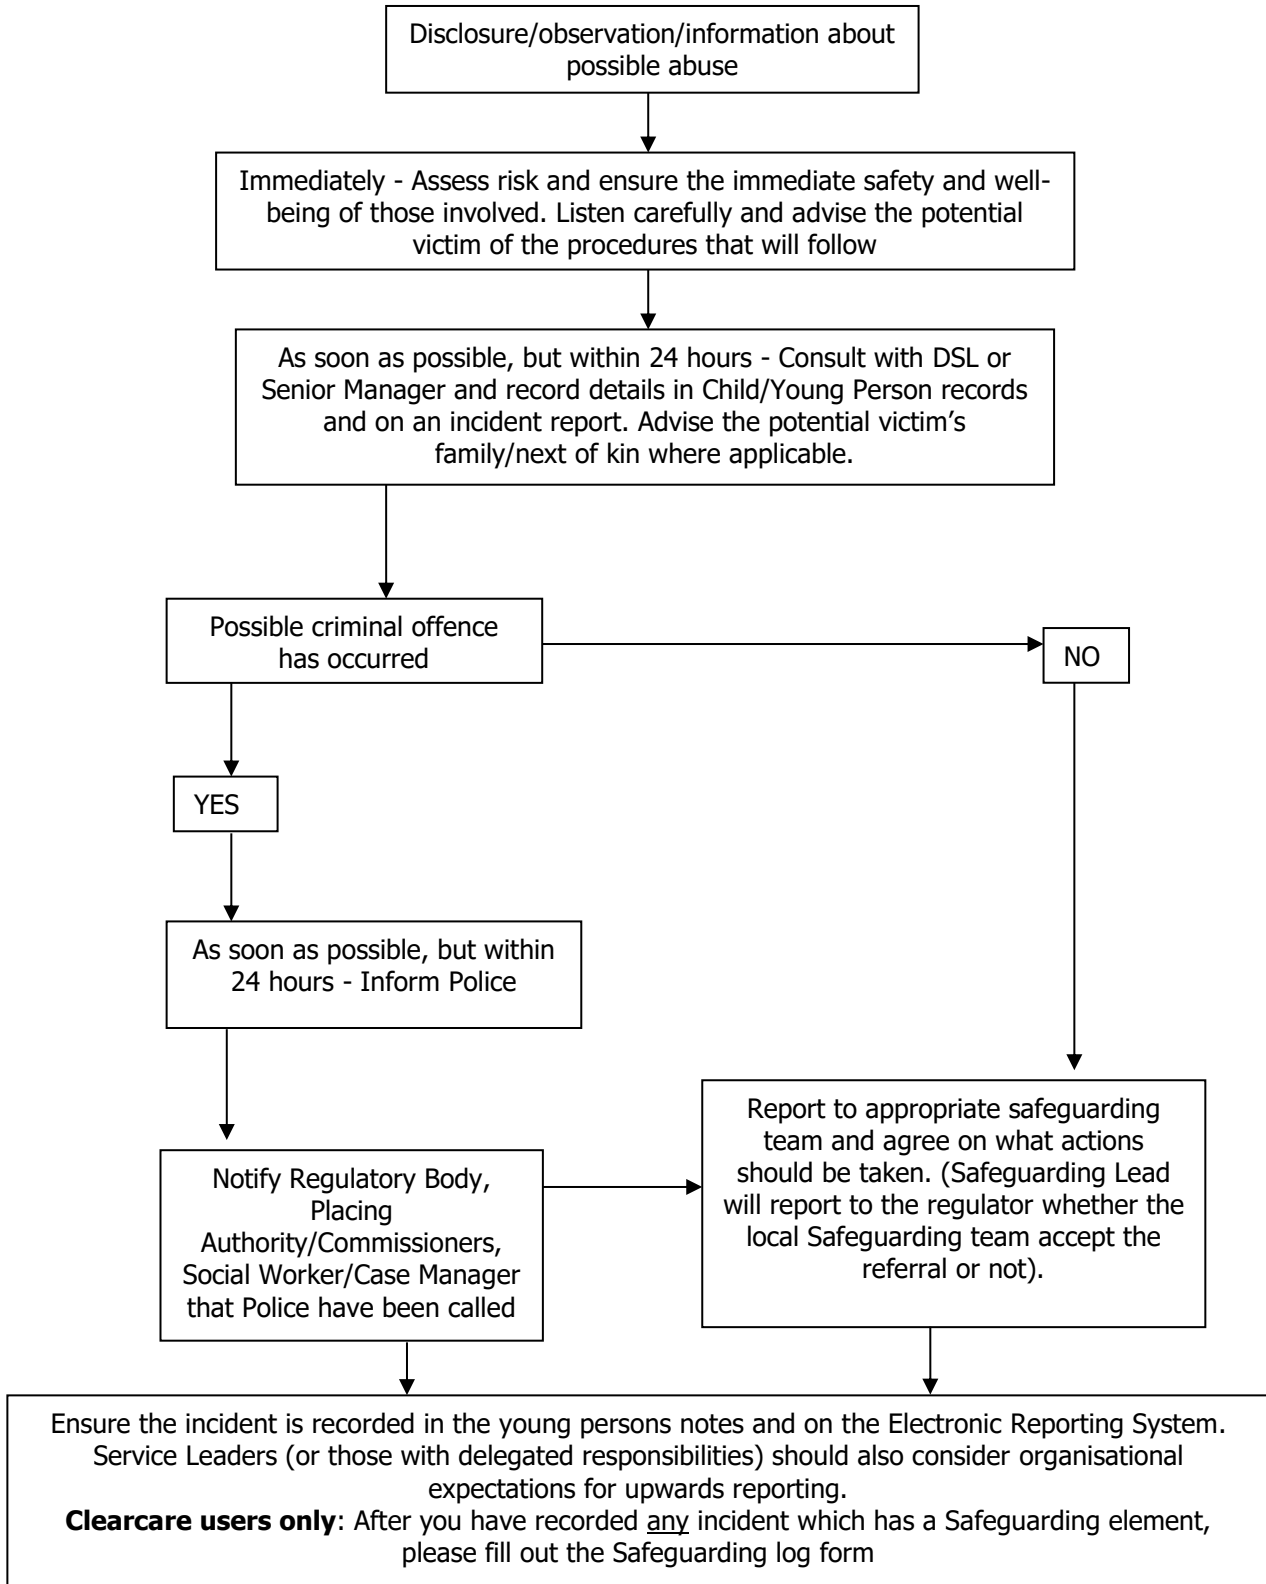 Disclosure/observation/information about
possible abuse
Immediately - Assess risk and ensure the immediate safety and well-
being of those involved. Listen carefully and advise the potential
victim of the procedures that will follow
As soon as possible, but within 24 hours - Consult with DSL or
Senior Manager and record details in Child/Young Person records
and on an incident report. Advise the potential victim’s
family/next of kin where applicable.
Possible criminal offence
has occurred
NO
YES
As soon as possible, but within
24 hours - Inform Police
Notify Regulatory Body,
Placing
Authority/Commissioners,
Social Worker/Case Manager
that Police have been called
Report to appropriate safeguarding
team and agree on what actions
should be taken. (Safeguarding Lead
will report to the regulator whether the
local Safeguarding team accept the
referral or not).
Ensure the incident is recorded in the young persons notes and on the Electronic Reporting System.
Service Leaders (or those with delegated responsibilities) should also consider organisational
expectations for upwards reporting.
Clearcare users only: After you have recorded any incident which has a Safeguarding element,
please fill out the Safeguarding log form